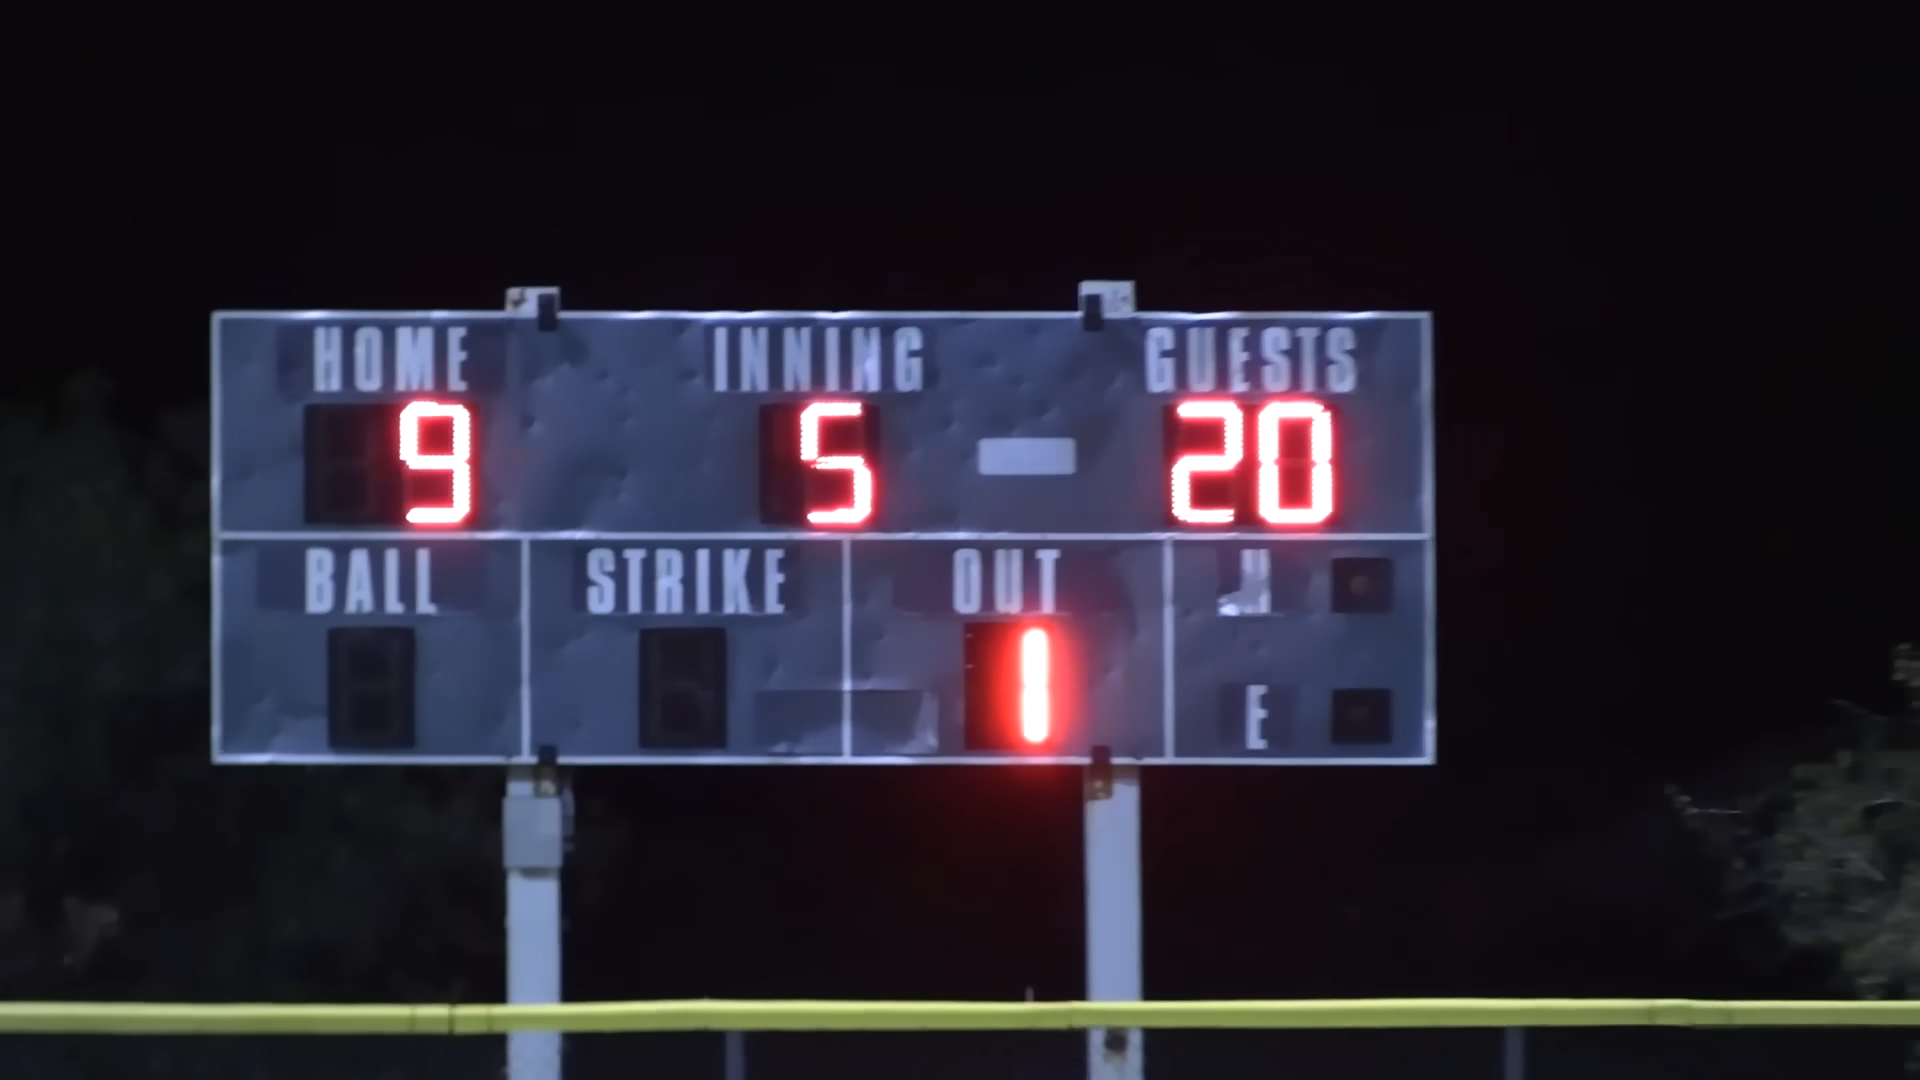 HOME INNING GUESTS
9 5 20
BALL STRIKE OUT H
1
E